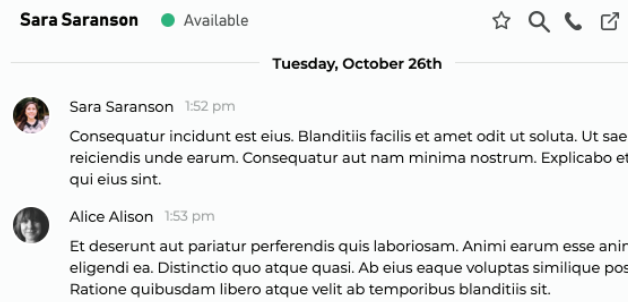 Sara Saranson Available
Tuesday, October 26th
Sara Saranson 1:52 pm
Consequatur incidunt est eius. Blanditiis facilis et amet odit ut soluta. Ut sae
reiciendis unde earum. Consequatur aut nam minima nostrum. Explicabo et
qui eius sint.
Alice Alison 1:53 pm
Et deserunt aut pariatur perferendis quis laboriosam. Animi earum esse
eligendi ea. Distinctio quo atque quasi. Ab eius eaque voluptas similique pos
Ratione quibusdam libero atque velit ab temporibus blanditiis sit.